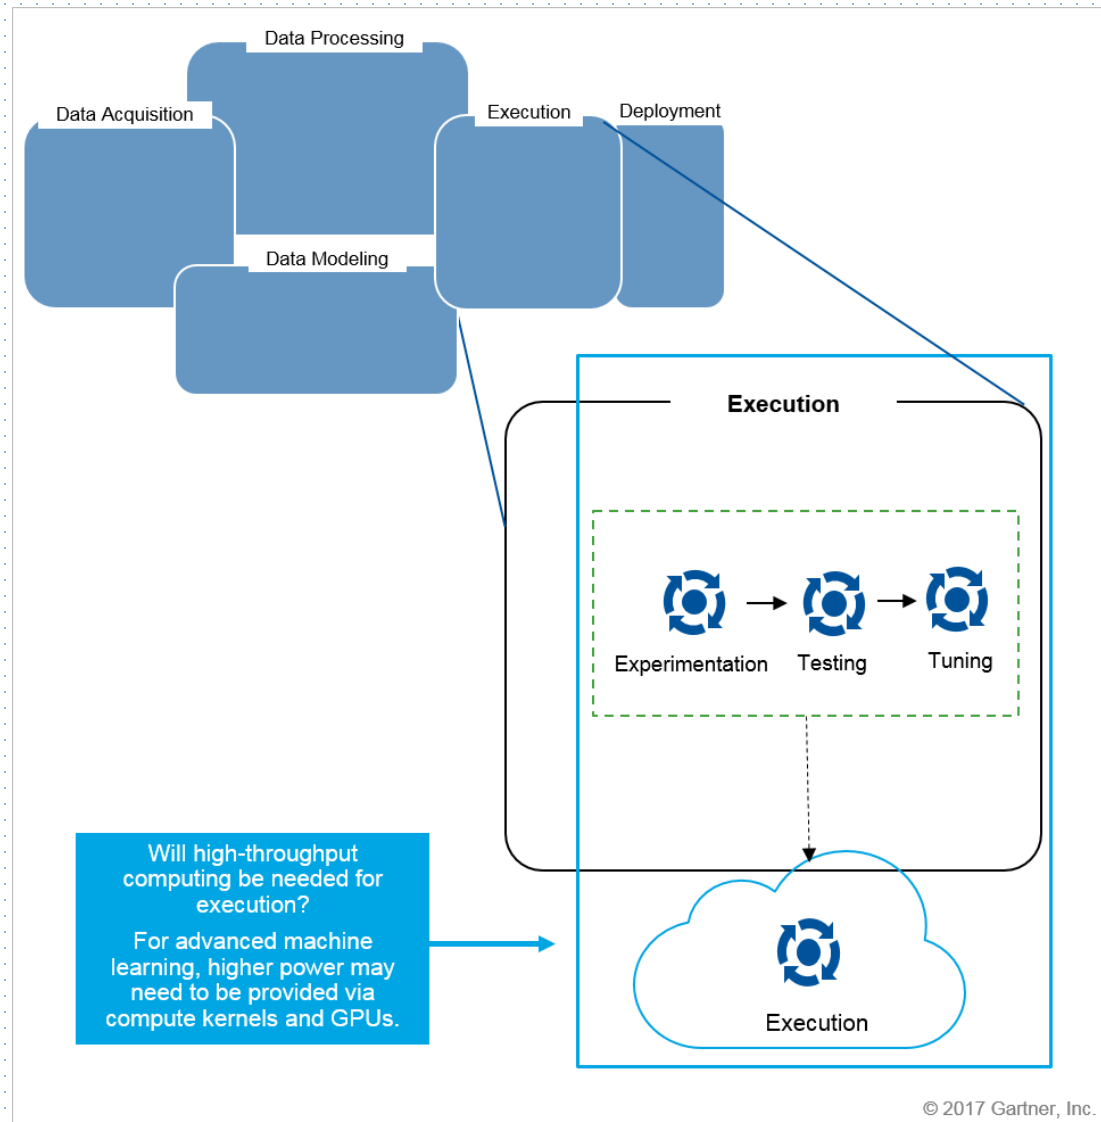 Data Processing
Data Acquisition
Execution
Deployment
Data Modeling
Execution
Experimentation
Testing
Tuning
Will high-throughput
computing be needed for
execution?
For advanced machine
learning, higher power may
need to be provided via
compute kernels and GPUs.
Execution
© 2017 Gartner, Inc.